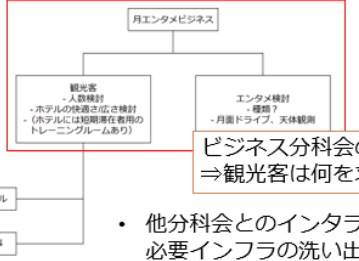 月エンタメビジネス
観光客
- 人数検討
- ホテルの快適さ/広さ検討
- (ホテルには短期滞在者用の
トレーニングルームあり)
エンタメ検討
- 種類?
- 月面ドライブ、天体観測
ビジネス分科会の
⇒観光客は何を
ル
• 他分科会とのインタラ
必要インフラの洗い出